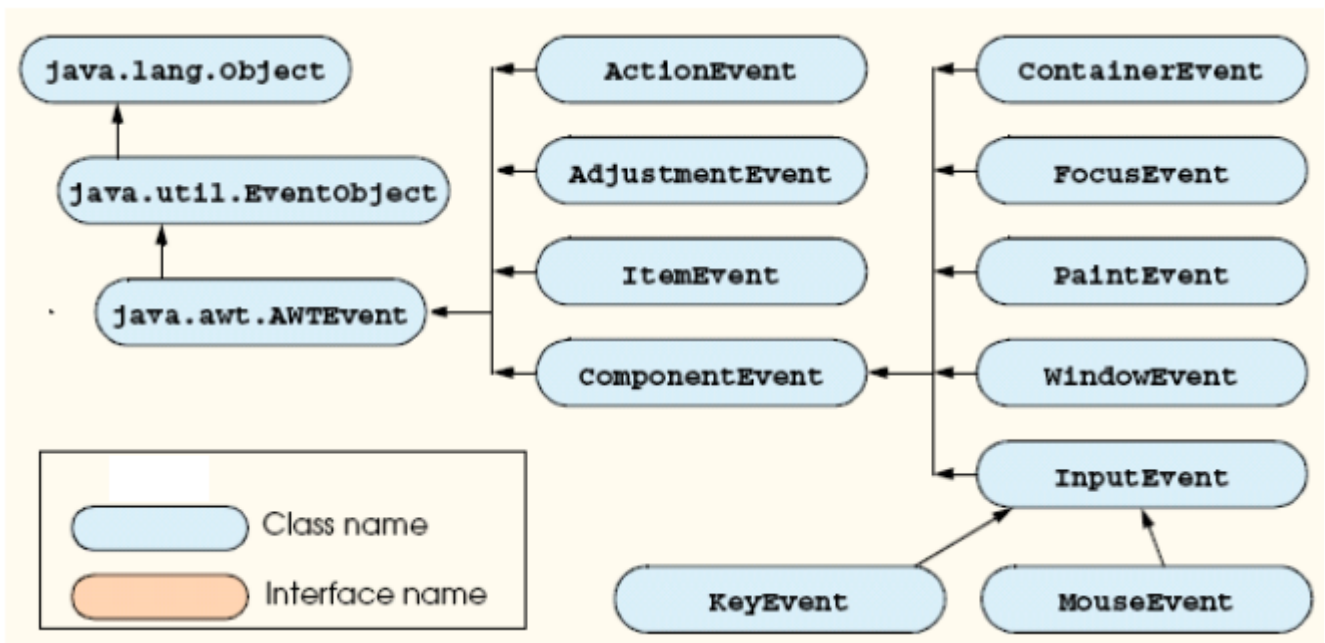 java.lang.Object
java.util.EventObject
java.awt.AWTEvent
ActionEvent
AdjustmentEvent
ItemEvent
ComponentEvent
ContainerEvent
FocusEvent
PaintEvent
WindowEvent
InputEvent
KeyEvent
MouseEvent
Class name
Interface name